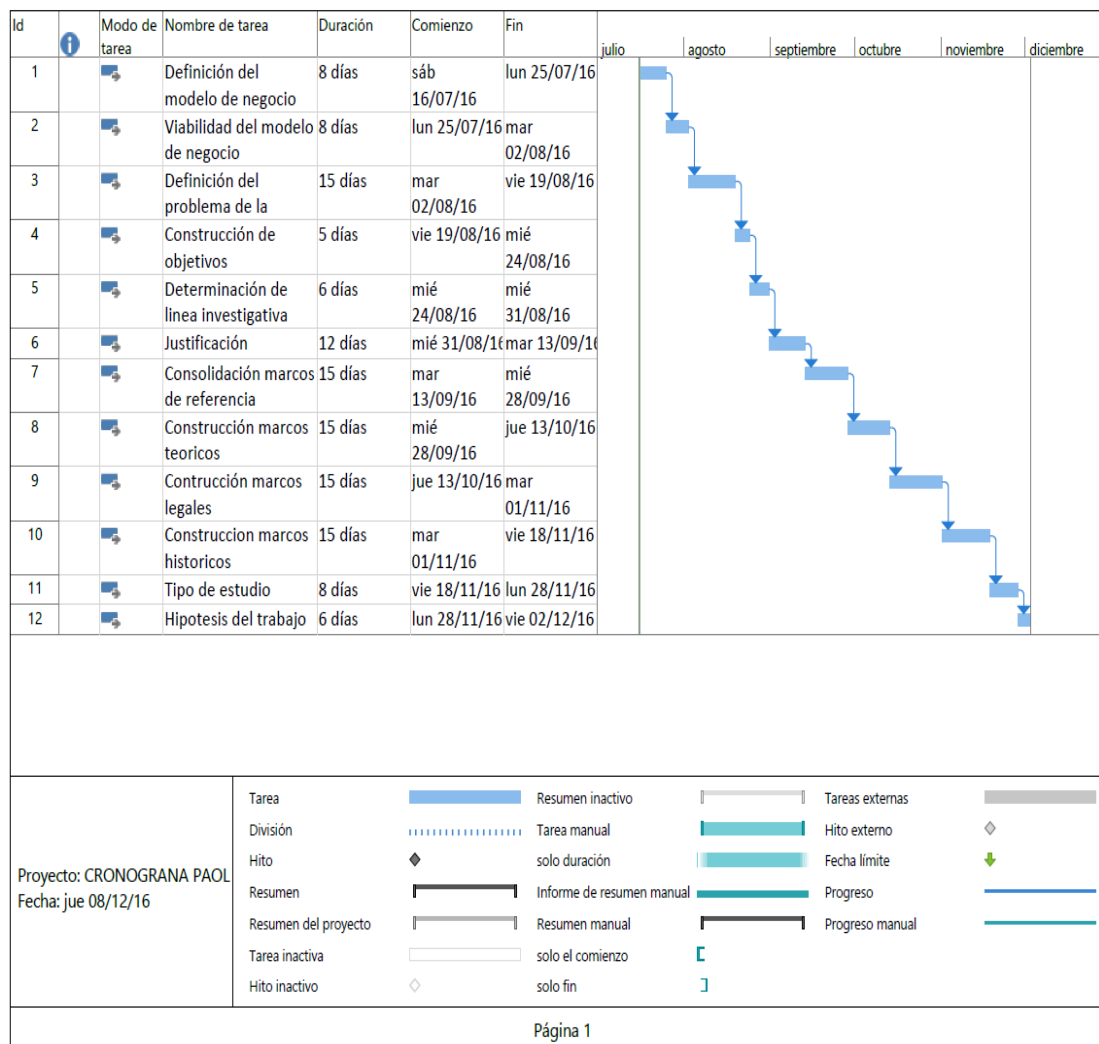 Id Modo de tarea Nombre de tarea Duración Comienzo Fin
julio agosto septiembre octubre noviembre diciembre
1 Definición del modelo de negocio 8 días sáb 16/07/16 lun 25/07/16
2 Viabilidad del modelo de negocio 8 días lun 25/07/16 mar 02/08/16
3 Definición del problema de la 15 días mar 02/08/16 vie 19/08/16
4 Construcción de objetivos 5 días vie 19/08/16 mié 24/08/16
5 Determinación de linea investigativa 6 días mié 24/08/16 mié 31/08/16
6 Justificación 12 días mié 31/08/16 mar 13/09/16
7 Consolidación marcos de referencia 15 días mar 13/09/16 mié 28/09/16
8 Construcción marcos teoricos 15 días mié 28/09/16 jue 13/10/16
9 Contrucción marcos legales 15 días jue 13/10/16 mar 01/11/16
10 Construccion marcos historicos 15 días mar 01/11/16 vie 18/11/16
11 Tipo de estudio 8 días vie 18/11/16 lun 28/11/16
12 Hipotesis del trabajo 6 días lun 28/11/16 vie 02/12/16
Proyecto: CRONOGRANA PAOL
Fecha: jue 08/12/16
Tarea
División
Hito
Resumen
Resumen del proyecto
Tarea inactiva
Hito inactivo
Resumen inactivo
Tarea manual
solo duración
Informe de resumen manual
Resumen manual
solo el comienzo
solo fin
Tareas externas
Hito externo
Fecha límite
Progreso
Progreso manual
Página 1